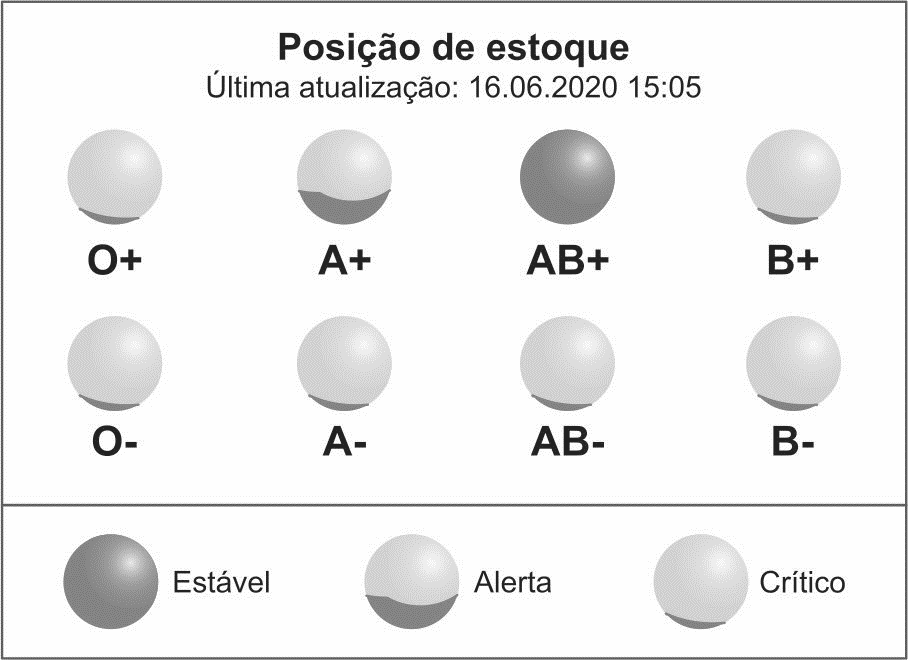 Posição de estoque
Última atualização: 16.06.2020 15:05
O+ A+ AB+ B+
O- A- AB- B-
Estável Alerta Crítico